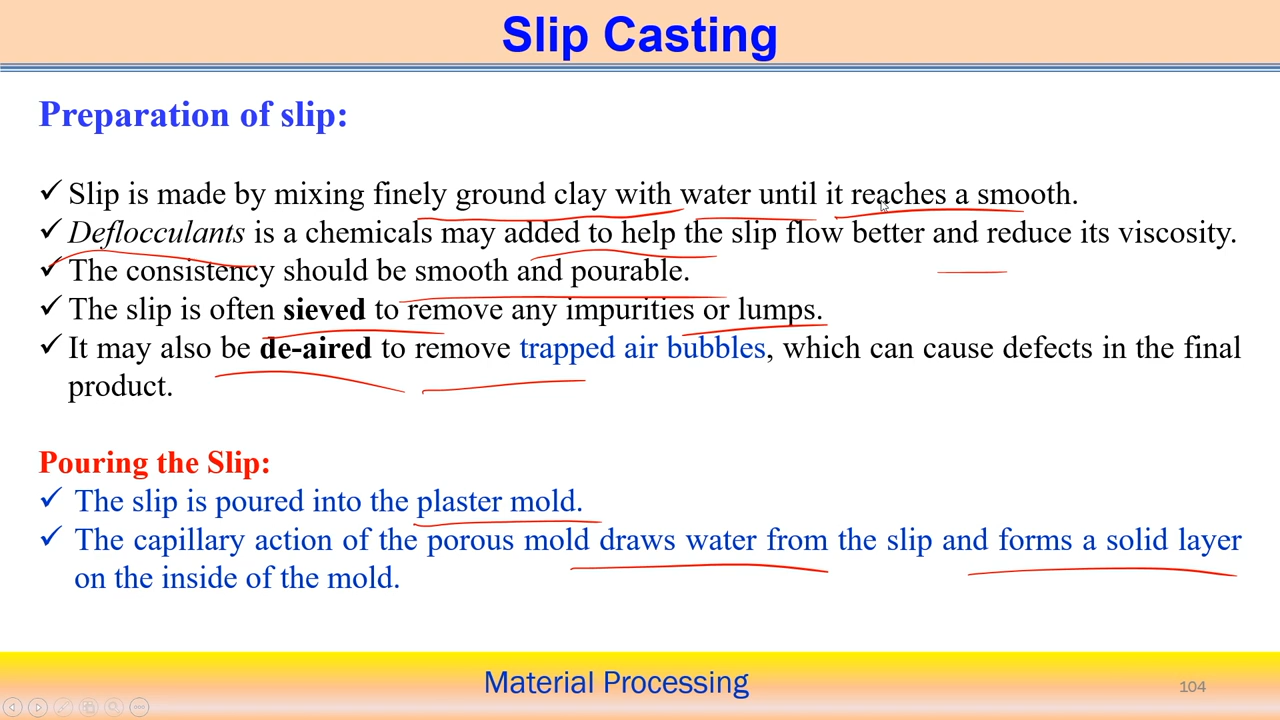 Slip Casting
Preparation of slip:
✓ Slip is made by mixing finely ground clay with water until it reaches a smooth.
✓ Deflocculants is a chemicals may added to help the slip flow better and reduce its viscosity.
✓ The consistency should be smooth and pourable.
✓ The slip is often sieved to remove any impurities or lumps.
✓ It may also be de-aired to remove trapped air bubbles, which can cause defects in the final
product.
Pouring the Slip:
✓ The slip is poured into the plaster mold.
✓ The capillary action of the porous mold draws water from the slip and forms a solid layer
on the inside of the mold.
Material Processing
104